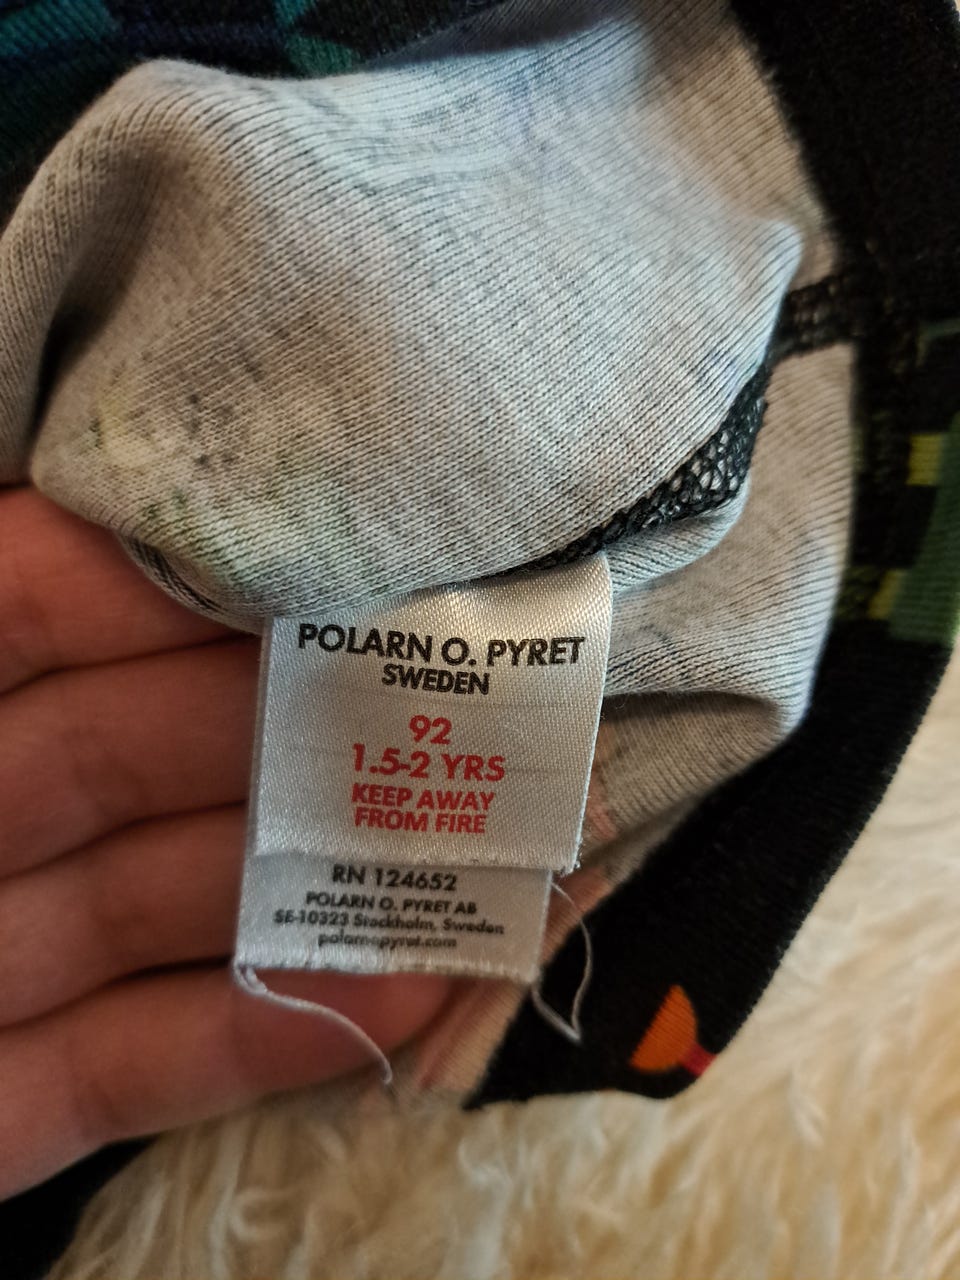 POLARN O. PYRET
SWEDEN
92
1.5-2 YRS
KEEP AWAY
FROM FIRE
RN 124652
POLARN O. PYRET AB
SE-10323 Stockholm, Sweden
polarnopyret.com